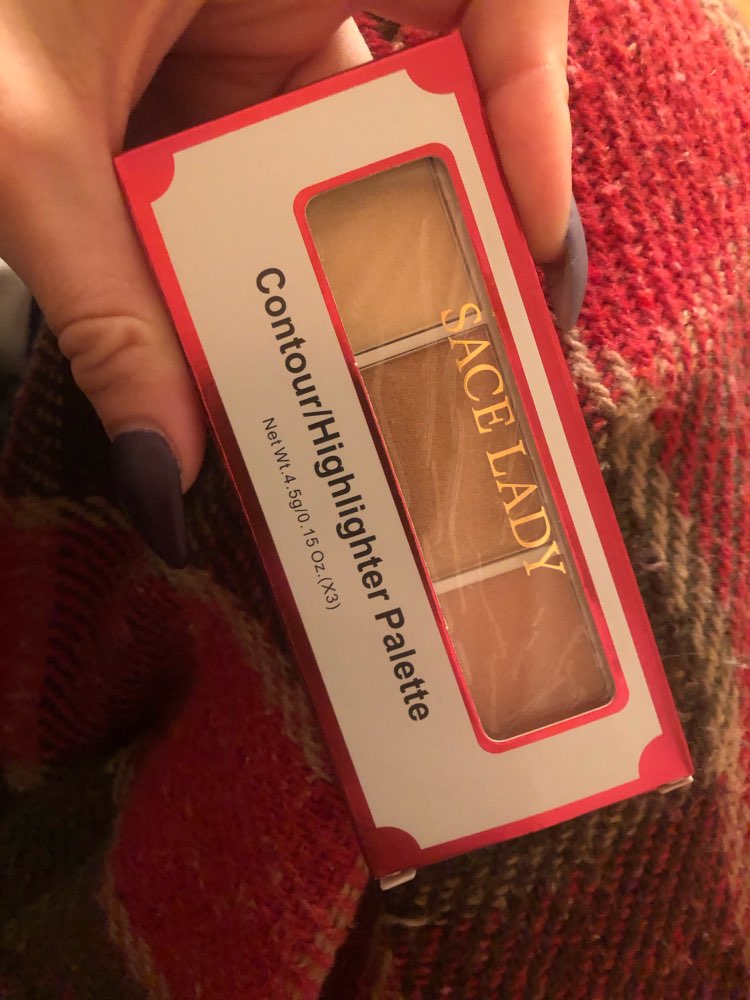 SACE LADY
Contour/Highlighter Palette
Net Wt.4.5g/0.15 Oz.(X3)